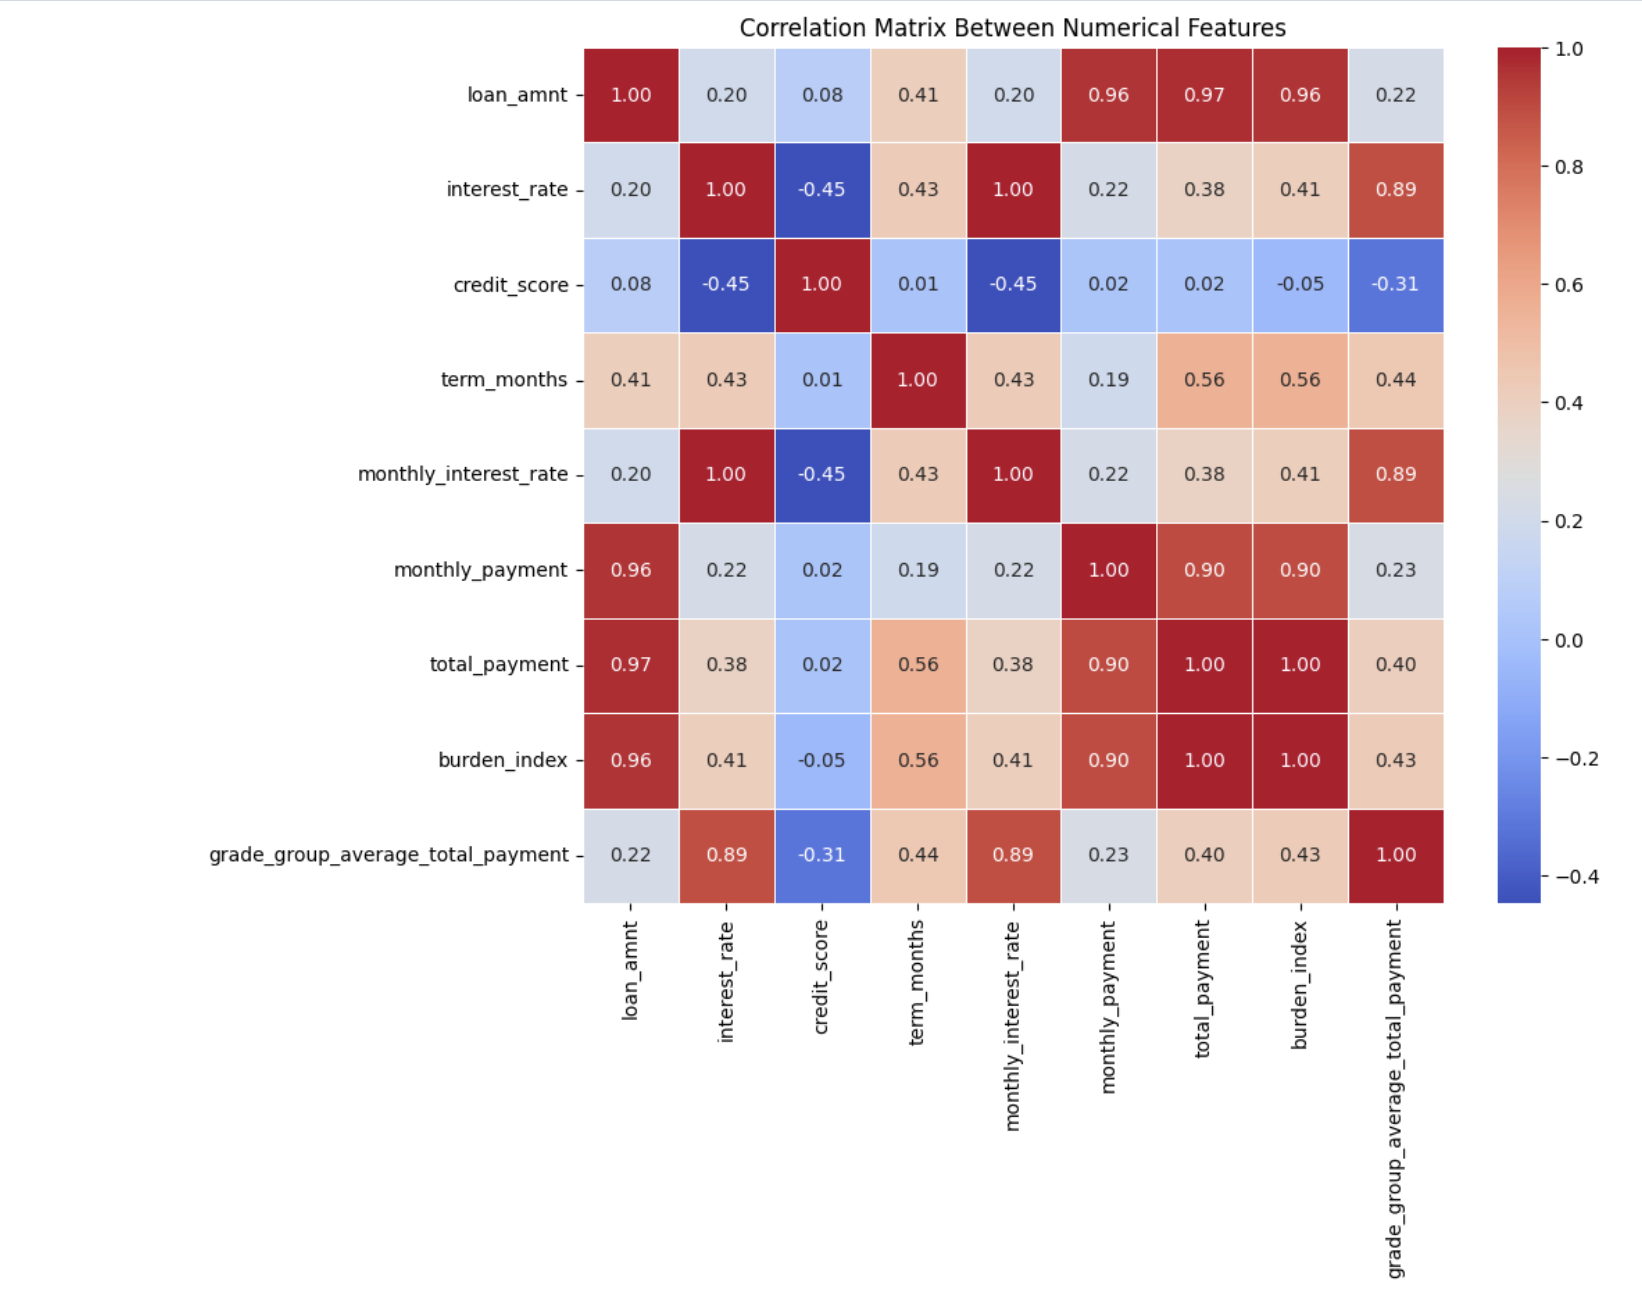 Correlation Matrix Between Numerical Features
loan_amnt 1.00 0.20 0.08 0.41 0.20 0.96 0.97 0.96 0.22
interest_rate 0.20 1.00 -0.45 0.43 1.00 0.22 0.38 0.41 0.89
credit_score 0.08 -0.45 1.00 0.01 -0.45 0.02 0.02 -0.05 -0.31
term_months 0.41 0.43 0.01 1.00 0.43 0.19 0.56 0.56 0.44
monthly_interest_rate 0.20 1.00 -0.45 0.43 1.00 0.22 0.38 0.41 0.89
monthly_payment 0.96 0.22 0.02 0.19 0.22 1.00 0.90 0.90 0.23
total_payment 0.97 0.38 0.02 0.56 0.38 0.90 1.00 1.00 0.40
burden_index 0.96 0.41 -0.05 0.56 0.41 0.90 1.00 1.00 0.43
grade_group_average_total_payment 0.22 0.89 -0.31 0.44 0.89 0.23 0.40 0.43 1.00
loan_amnt
interest_rate
credit_score
term_months
monthly_interest_rate
monthly_payment
total_payment
burden_index
grade_group_average_total_payment
1.0
0.8
0.6
0.4
0.2
0.0
−0.2
−0.4